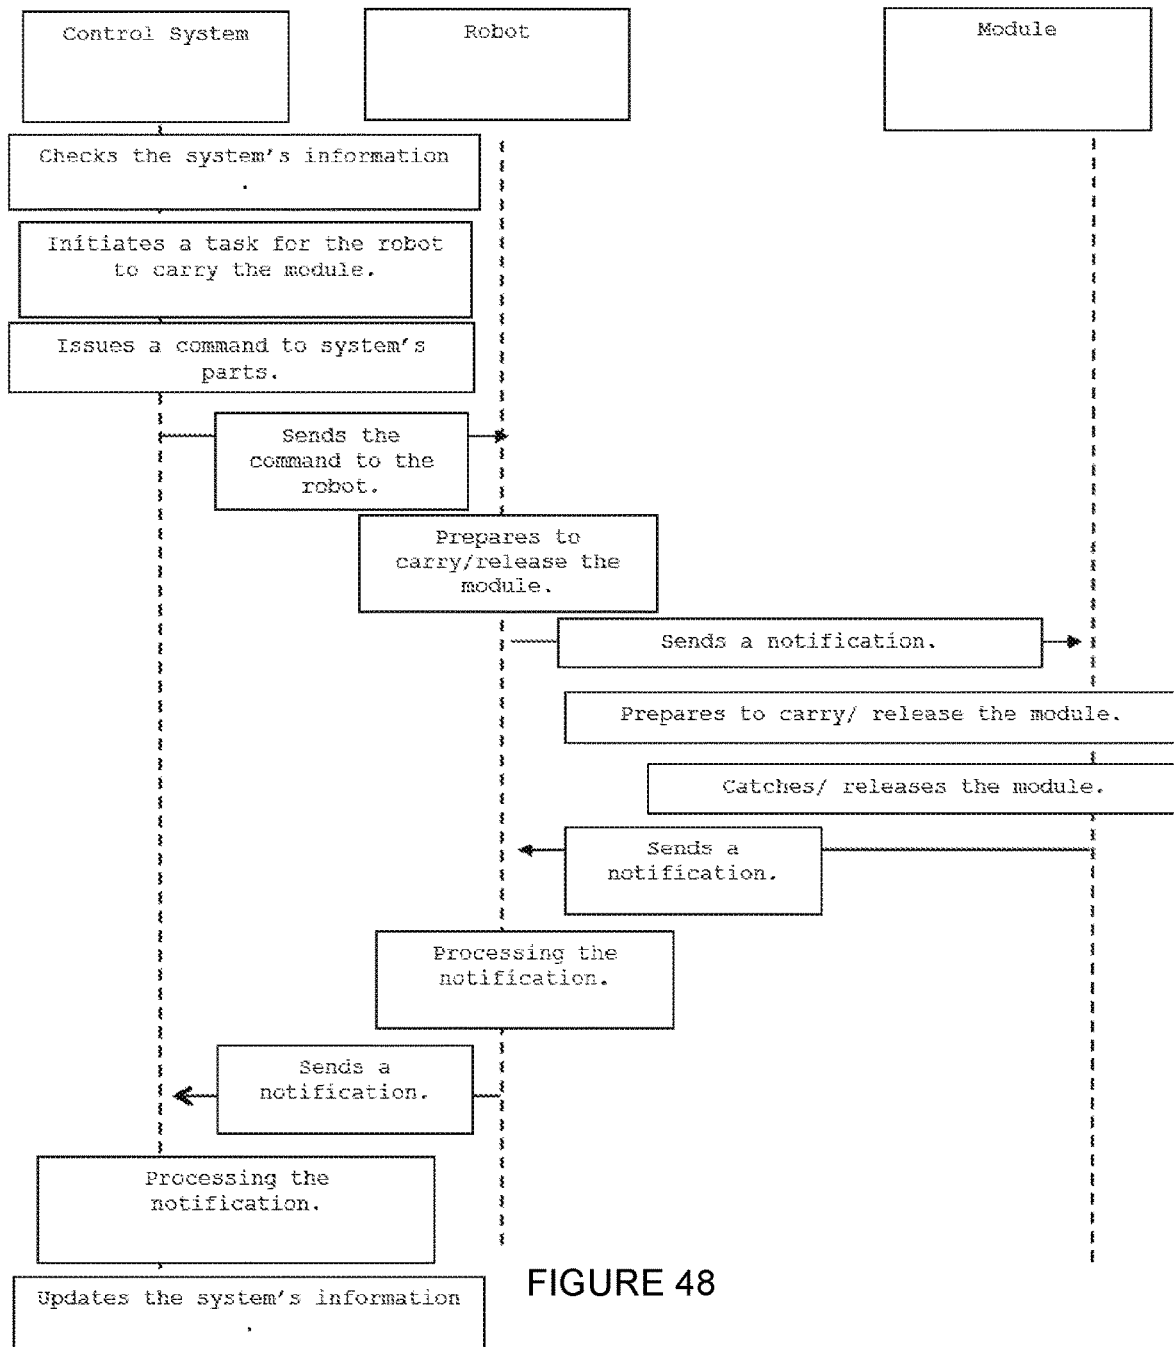 Control System
Robot
Module
Checks the system's information
.
Initiates a task for the robot
to carry the module.
Issues a command to system's
parts.
Sends the
command to the
robot.
Prepares to
carry/release the
module.
Sends a notification.
Prepares to carry/ release the module.
Catches/ releases the module.
Sends a
notification.
Processing the
notification.
Sends a
notification.
Processing the
notification.
FIGURE 48
Updates the system's information
.